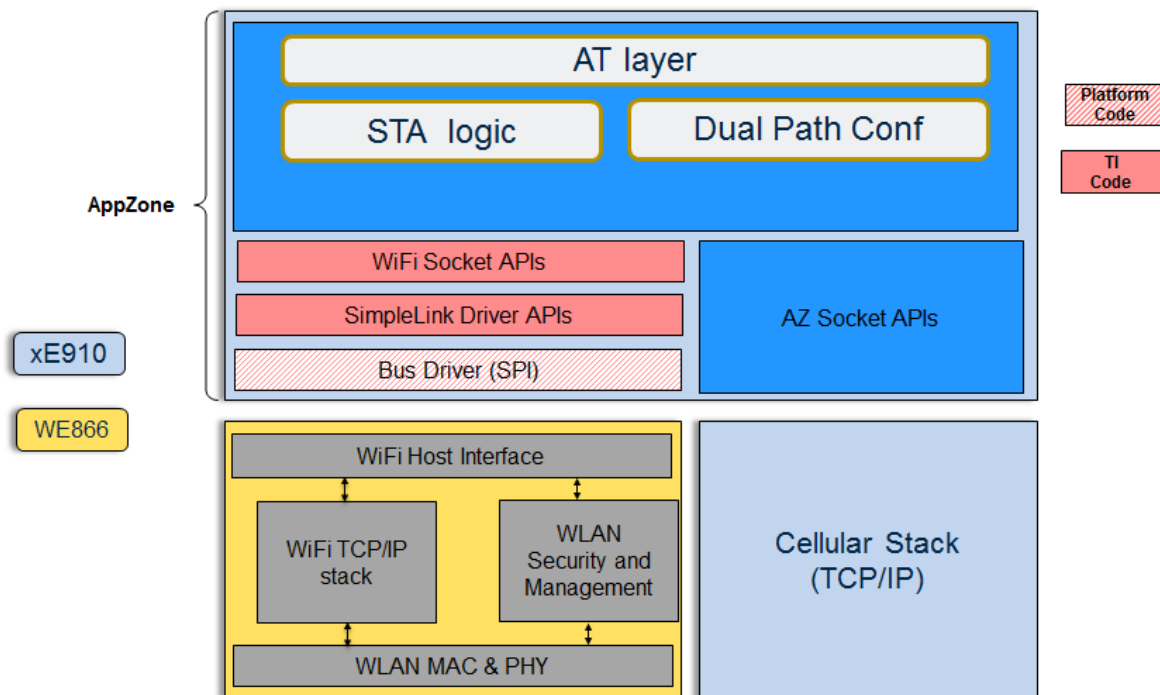 AT layer
STA logic
Dual Path Conf
Platform
Code
TI
Code
AppZone
WiFi Socket APIs
SimpleLink Driver APIs
AZ Socket APIs
Bus Driver (SPI)
xE910
WE866
WiFi Host Interface
WiFi TCP/IP
stack
WLAN
Security and
Management
Cellular Stack
(TCP/IP)
WLAN MAC & PHY